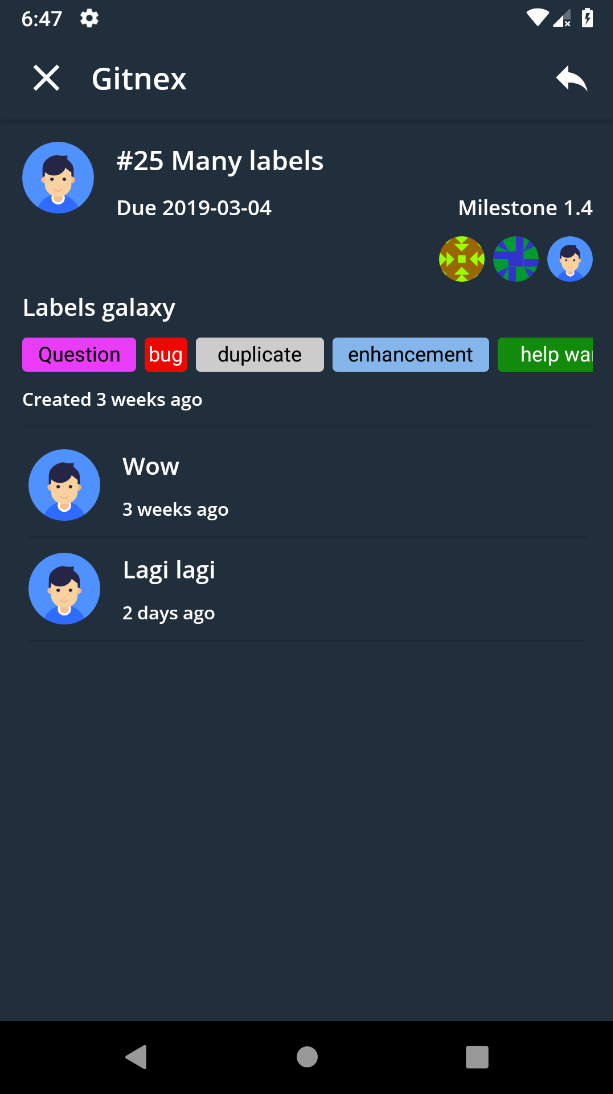 6:47
Gitnex
#25 Many labels
Due 2019-03-04 Milestone 1.4
Labels galaxy
Question bug duplicate enhancement help wa
Created 3 weeks ago
Wow
3 weeks ago
Lagi lagi
2 days ago